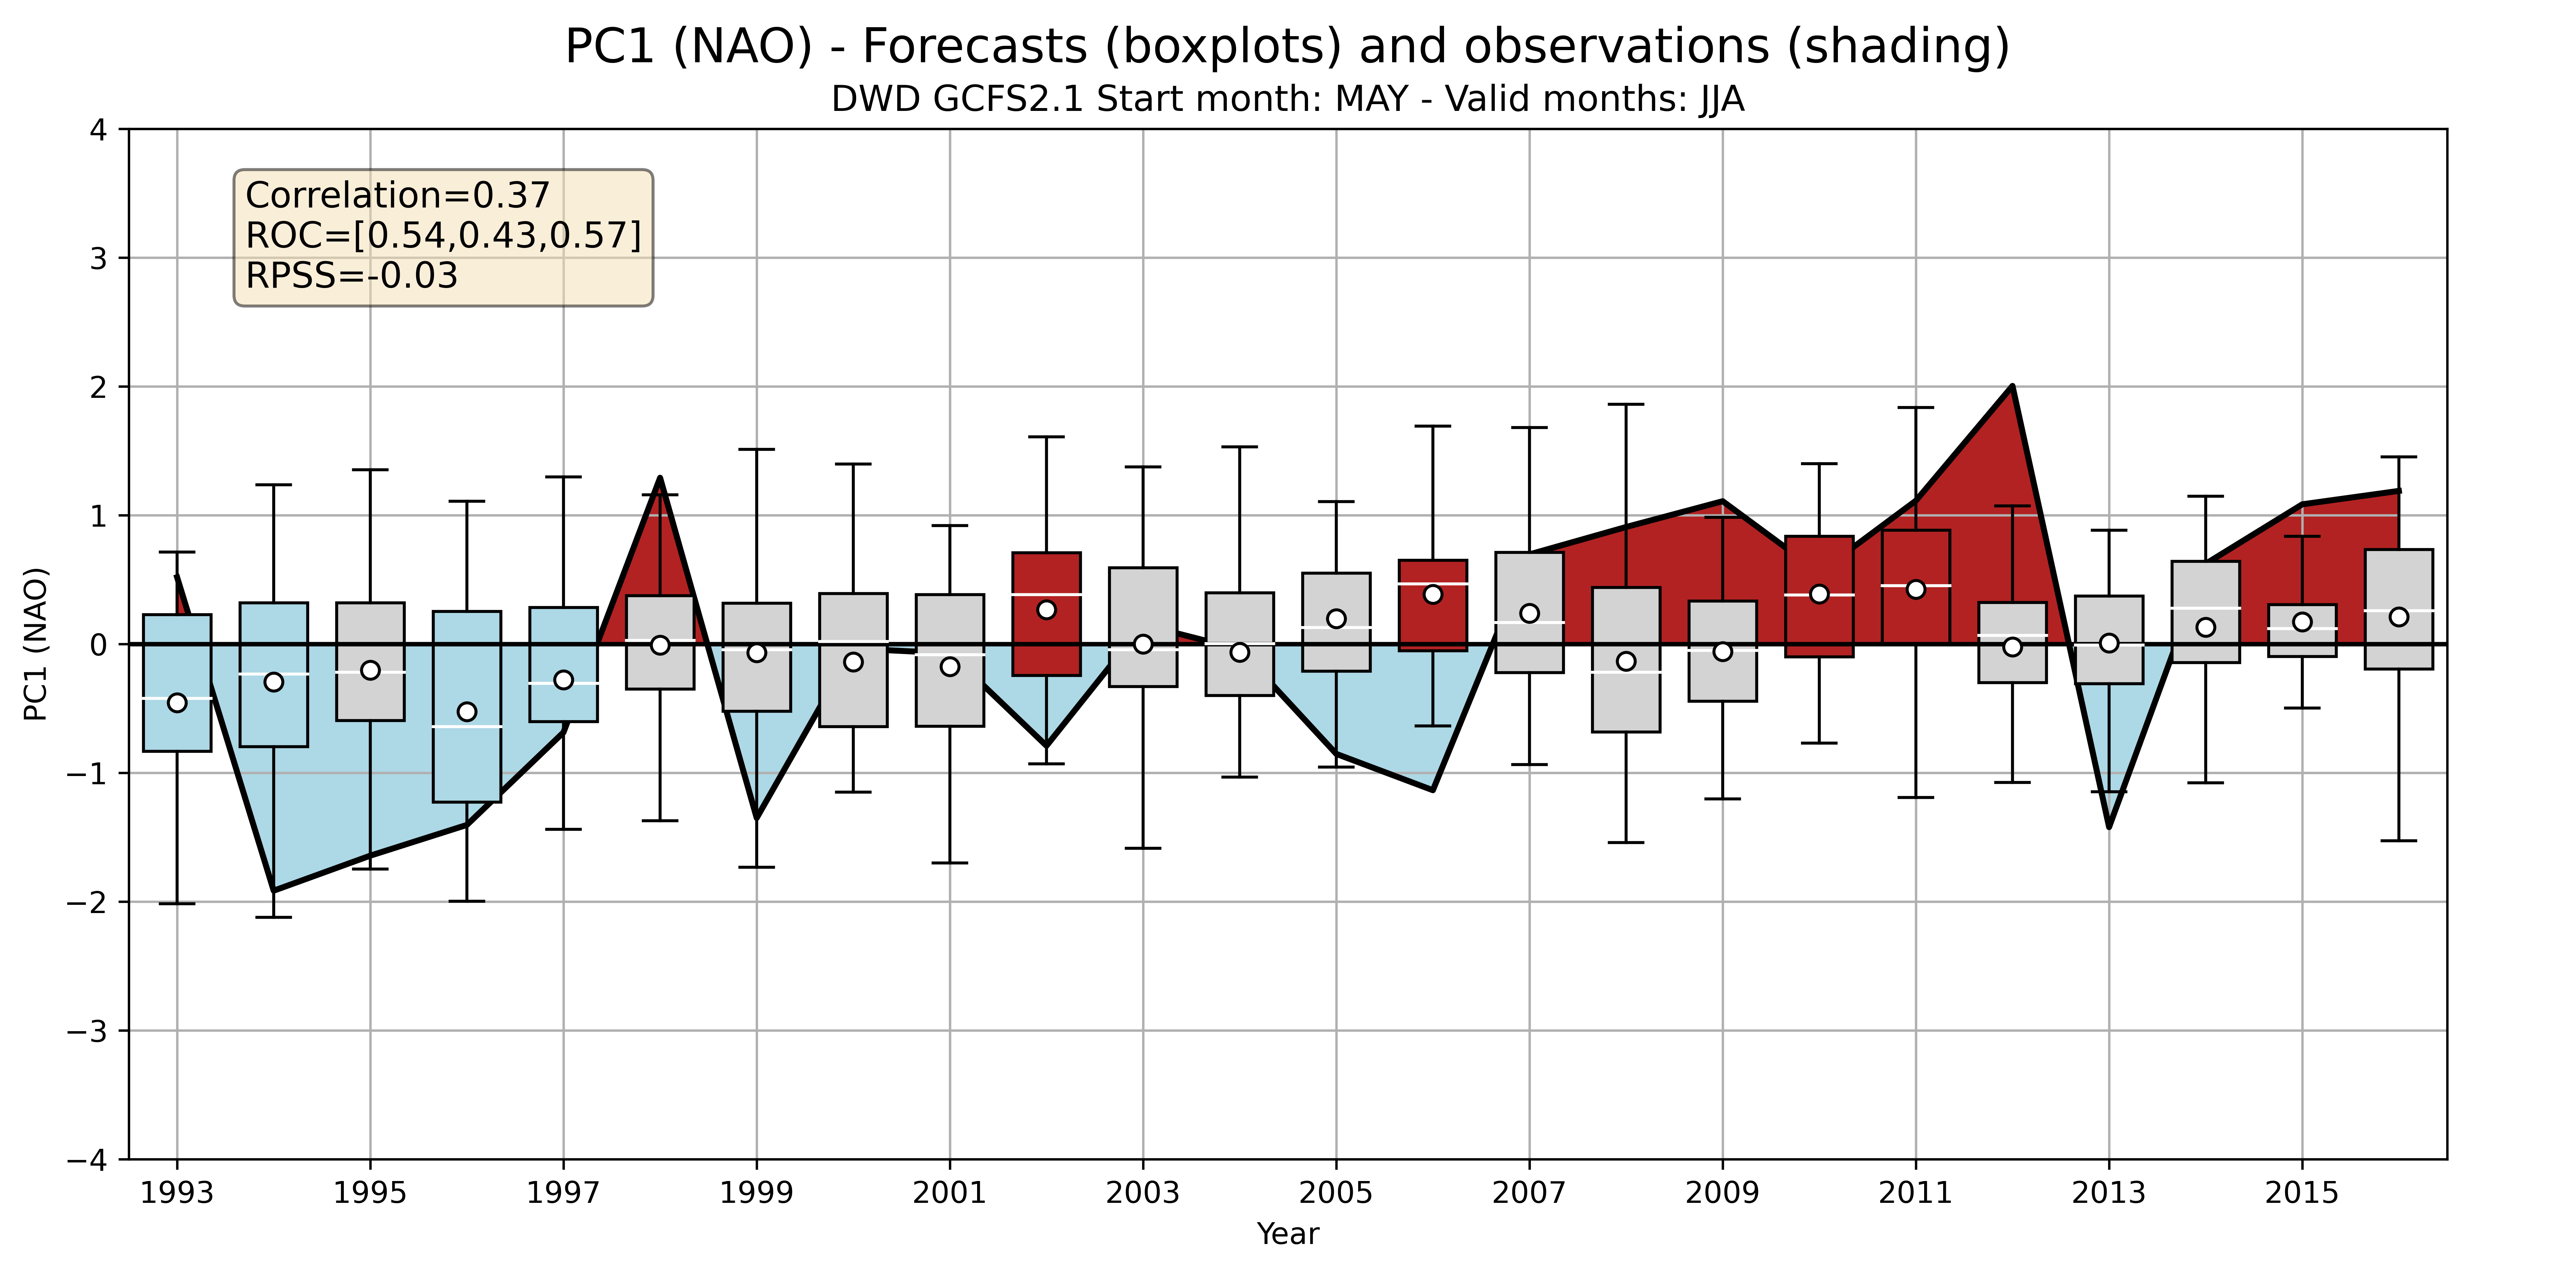 PC1 (NAO) - Forecasts (boxplots) and observations (shading)
DWD GCFS2.1 Start month: MAY - Valid months: JJA
Correlation=0.37
ROC=[0.54,0.43,0.57]
RPSS=-0.03
PC1 (NAO)
4
3
2
1
0
−1
−2
−3
−4
1993 1995 1997 1999 2001 2003 2005 2007 2009 2011 2013 2015
Year